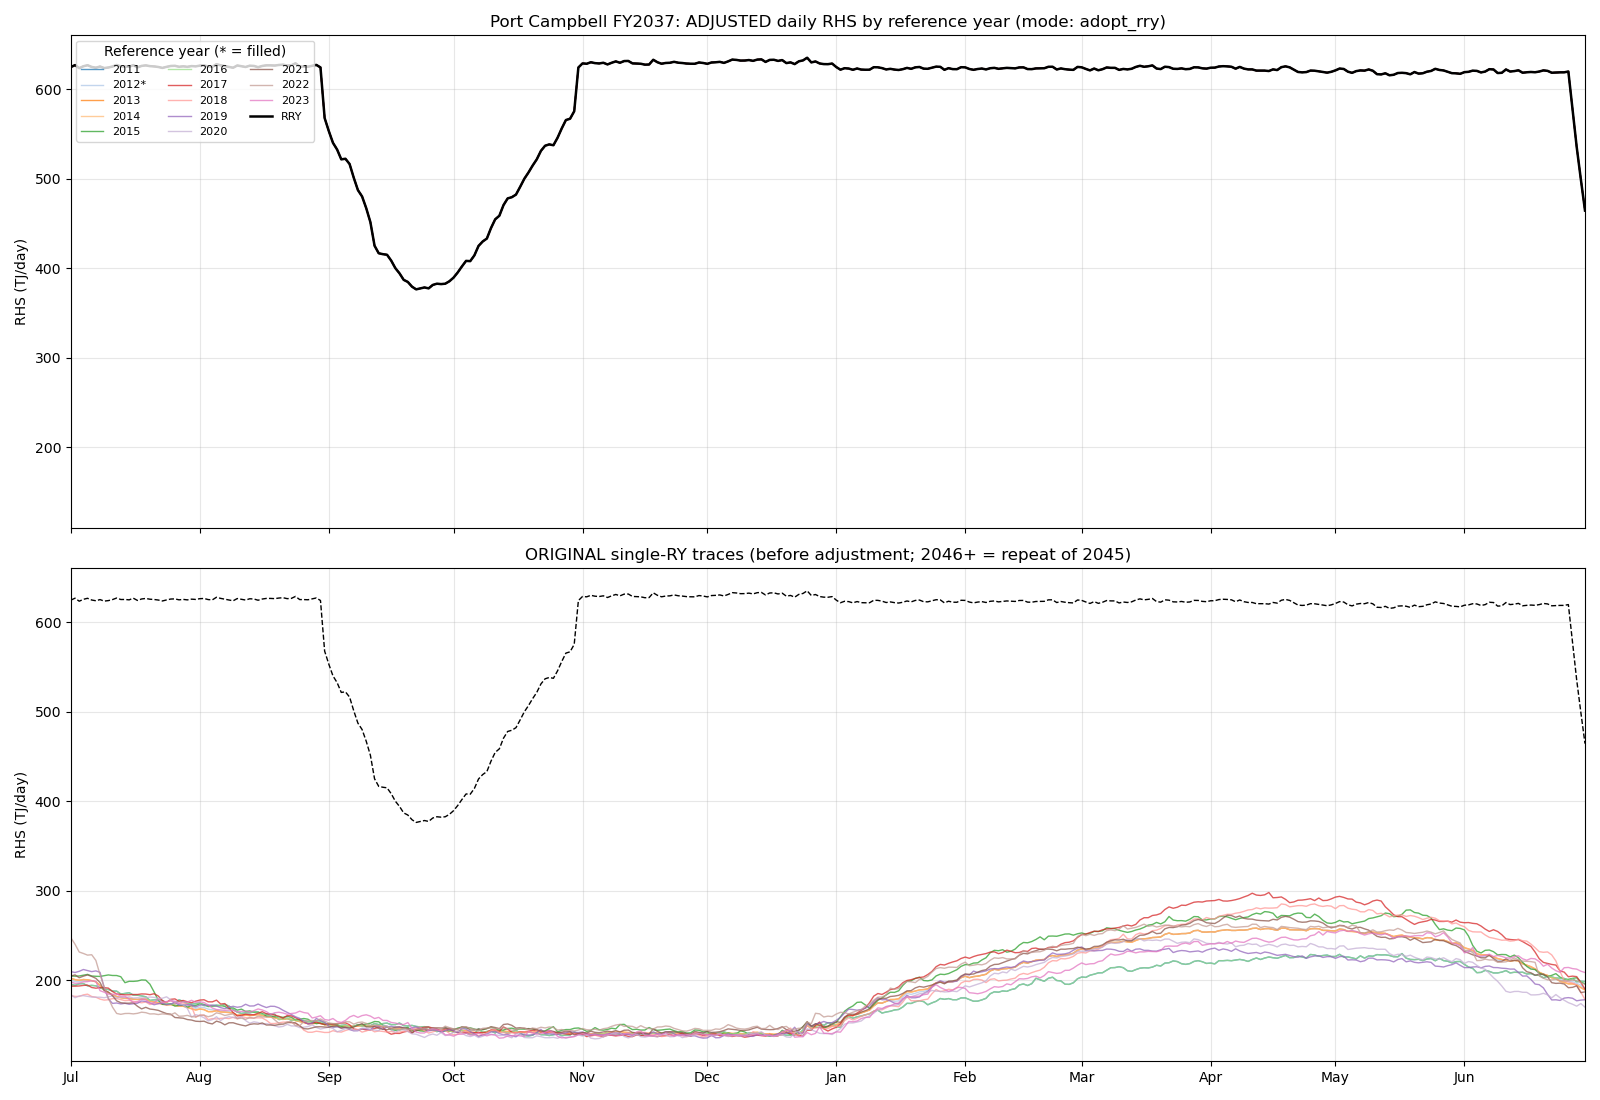 Port Campbell FY2037: ADJUSTED daily RHS by reference year (mode: adopt_rry)
Reference year (* = filled)
2011 2016 2021
2012* 2017 2022
2013 2018 2023
2014 2019 RRY
2015 2020
600
500
400
300
200
RHS (TJ/day)
ORIGINAL single-RY traces (before adjustment; 2046+ = repeat of 2045)
600
500
400
300
200
RHS (TJ/day)
Jul Aug Sep Oct Nov Dec Jan Feb Mar Apr May Jun